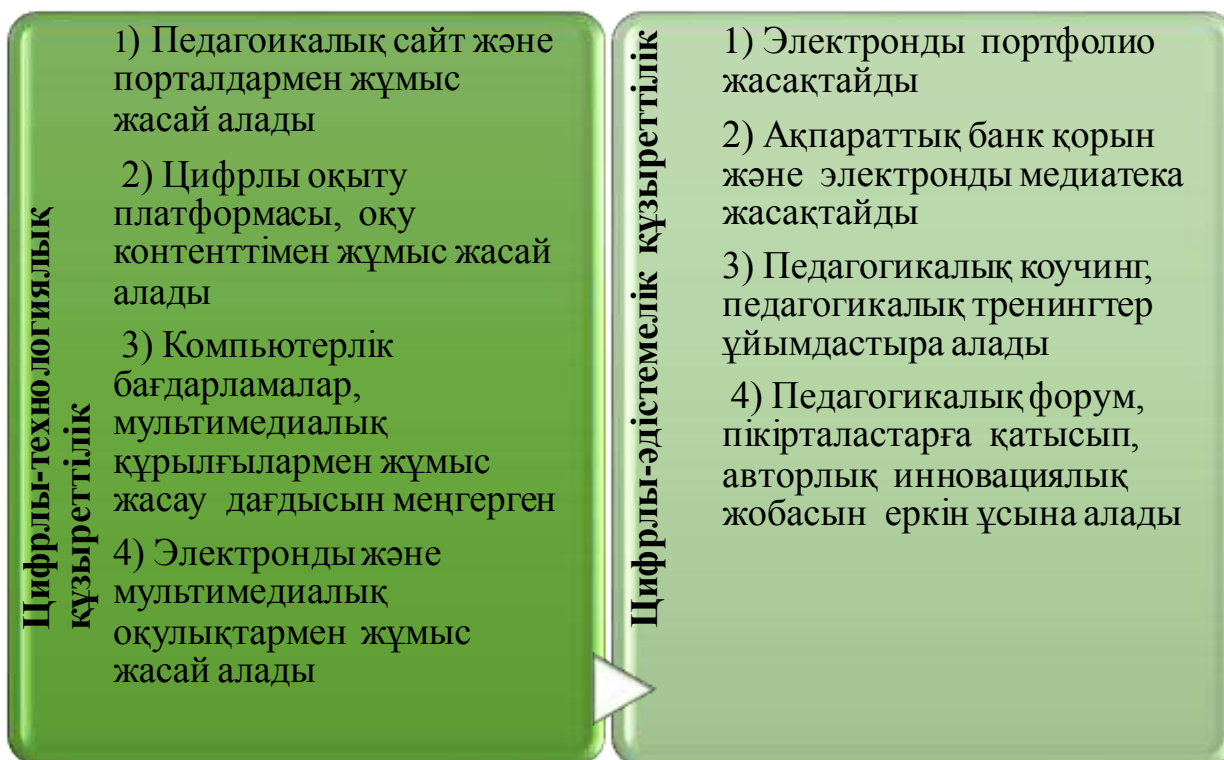 Цифрлы-технологиялық
құзыреттілік
1) Педагоикалық сайт және
порталдармен жұмыс
жасай алады
2) Цифрлы оқыту
платформасы, оқу
контенттімен жұмыс жасай
алады
3) Компьютерлік
бағдарламалар,
мультимедиалық
құрылғылармен жұмыс
жасау дағдысын меңгерген
4) Электронды және
мультимедиалық
оқулықтармен жұмыс
жасай алады
Цифрлы-әдістемелік құзыреттілік
1) Электронды портфолио
жасақтайды
2) Ақпараттық банк қорын
және электронды медиатека
жасақтайды
3) Педагогикалық коучинг,
педагогикалық тренингтер
ұйымдастыра алады
4) Педагогикалық форум,
пікірталастарға қатысып,
авторлық инновациялық
жобасын еркін ұсына алады